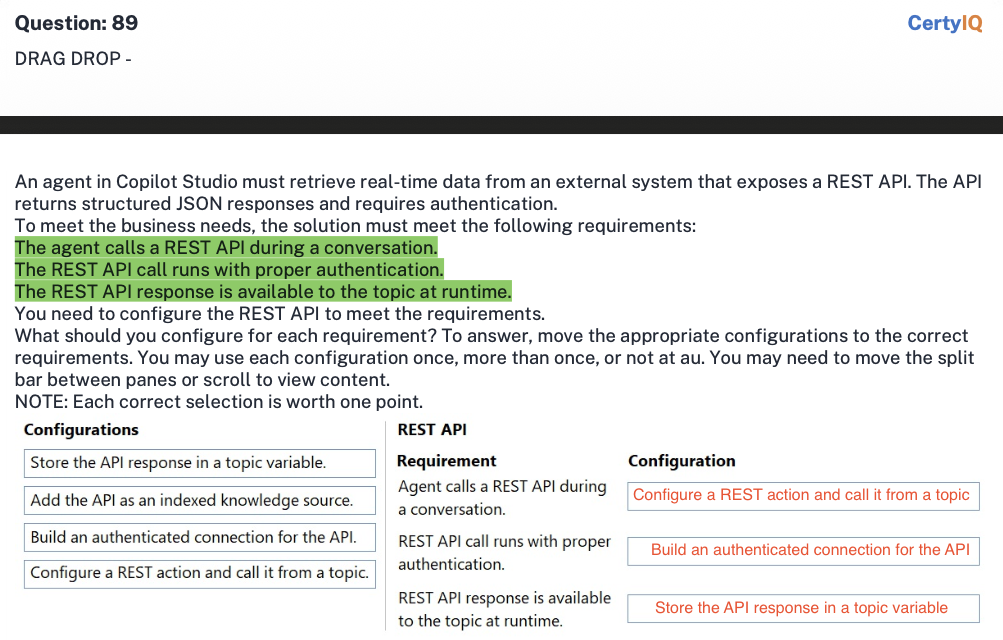 Question: 89
CertyIQ
DRAG DROP -
An agent in Copilot Studio must retrieve real-time data from an external system that exposes a REST API. The API
returns structured JSON responses and requires authentication.
To meet the business needs, the solution must meet the following requirements:
The agent calls a REST API during a conversation.
The REST API call runs with proper authentication.
The REST API response is available to the topic at runtime.
You need to configure the REST API to meet the requirements.
What should you configure for each requirement? To answer, move the appropriate configurations to the correct
requirements. You may use each configuration once, more than once, or not at au. You may need to move the split
bar between panes or scroll to view content.
NOTE: Each correct selection is worth one point.
Configurations
Store the API response in a topic variable.
Add the API as an indexed knowledge source.
Build an authenticated connection for the API.
Configure a REST action and call it from a topic.
REST API
Requirement
Configuration
Agent calls a REST API during
a conversation.
Configure a REST action and call it from a topic
REST API call runs with proper
authentication.
Build an authenticated connection for the API
REST API response is available
to the topic at runtime.
Store the API response in a topic variable